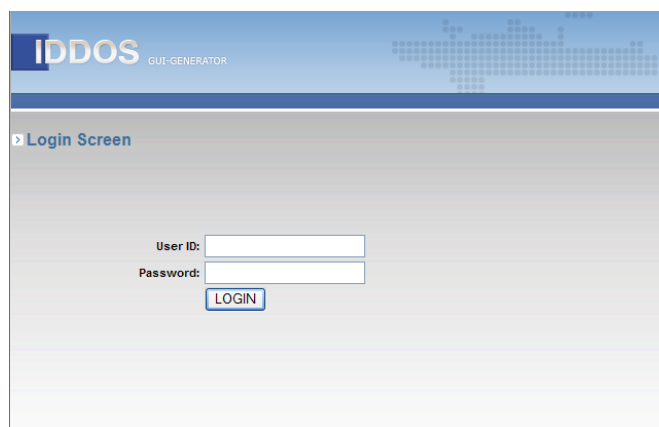 IDDOS GUI-GENERATOR
Login Screen
User ID:
Password:
LOGIN